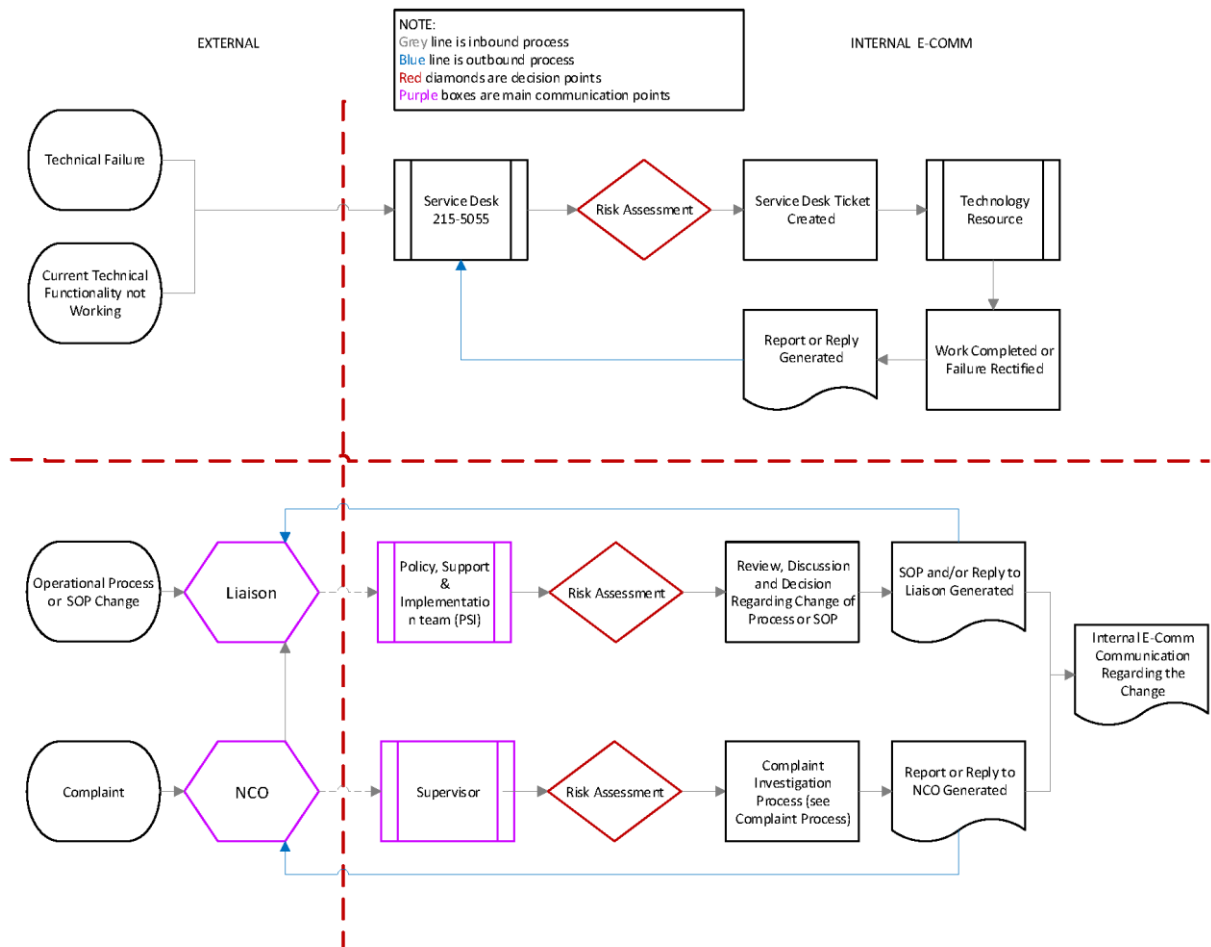 EXTERNAL
NOTE:
Grey line is inbound process
Blue line is outbound process
Red diamonds are decision points
Purple boxes are main communication points
INTERNAL E-COMM
Technical Failure
Current Technical
Functionality not
Working
Service Desk
215-5055
Risk Assessment
Service Desk Ticket
Created
Technology
Resource
Report or Reply
Generated
Work Completed or
Failure Rectified
Operational Process
or SOP Change
Liaison
Policy, Support
&
Implementatio
n team (PSI)
Risk Assessment
Review, Discussion
and Decision
Regarding Change of
Process or SOP
SOP and/or Reply to
Liaison Generated
Internal E-Comm
Communication
Regarding the
Change
Complaint
NCO
Supervisor
Risk Assessment
Complaint
Investigation
Process (see
Complaint Process)
Report or Reply to
NCO Generated